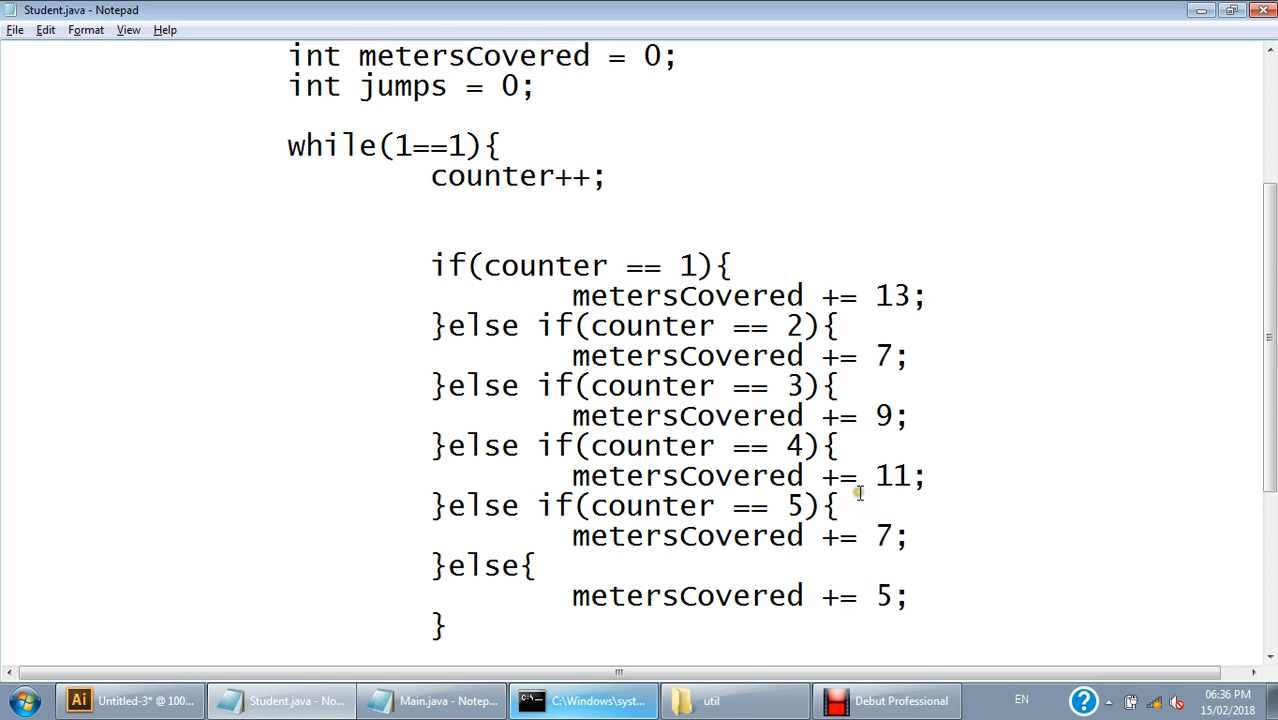 Student.java - Notepad
File Edit Format View Help
int metersCovered = 0;
int jumps = 0;
while(1==1){
counter++;
if(counter == 1){
metersCovered += 13;
}else if(counter == 2){
metersCovered += 7;
}else if(counter == 3){
metersCovered += 9;
}else if(counter == 4){
metersCovered += 11;
}else if(counter == 5){
metersCovered += 7;
}else{
metersCovered += 5;
}
Ai Untitled-3* @ 100... Student.java - No... Main.java - Notep... C:\Windows\syst... util Debut Professional EN 06:36 PM
15/02/2018